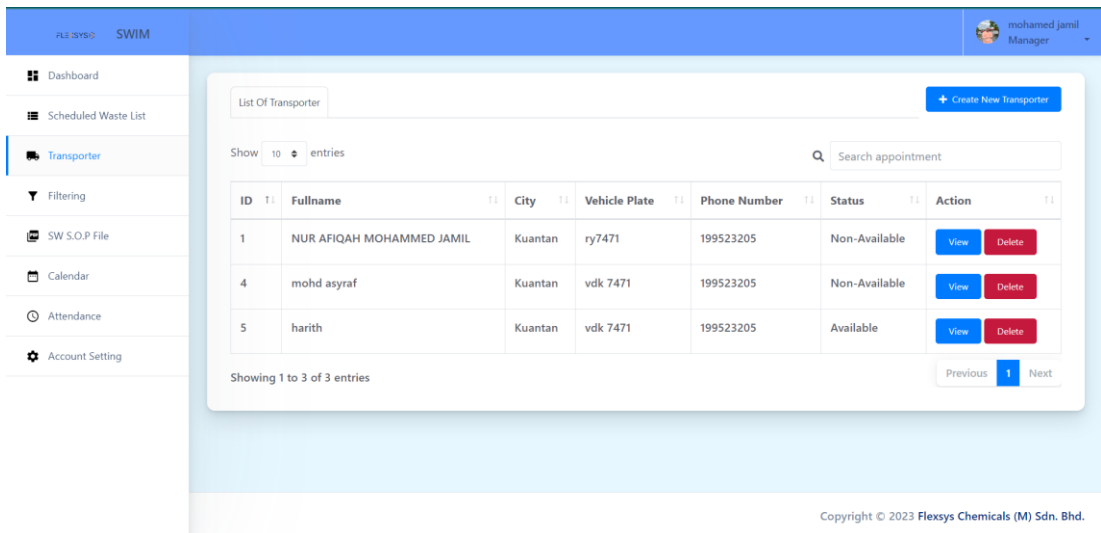 FLEXSYS® SWIM
mohamed jamil
Manager
Dashboard
Scheduled Waste List
Transporter
Filtering
SW S.O.P File
Calendar
Attendance
Account Setting
List Of Transporter
+ Create New Transporter
Show 10 entries
Search appointment
ID Fullname City Vehicle Plate Phone Number Status Action
1 NUR AFIQAH MOHAMMED JAMIL Kuantan ry7471 199523205 Non-Available View Delete
4 mohd asyraf Kuantan vdk 7471 199523205 Non-Available View Delete
5 harith Kuantan vdk 7471 199523205 Available View Delete
Showing 1 to 3 of 3 entries
Previous 1 Next
Copyright © 2023 Flexsys Chemicals (M) Sdn. Bhd.